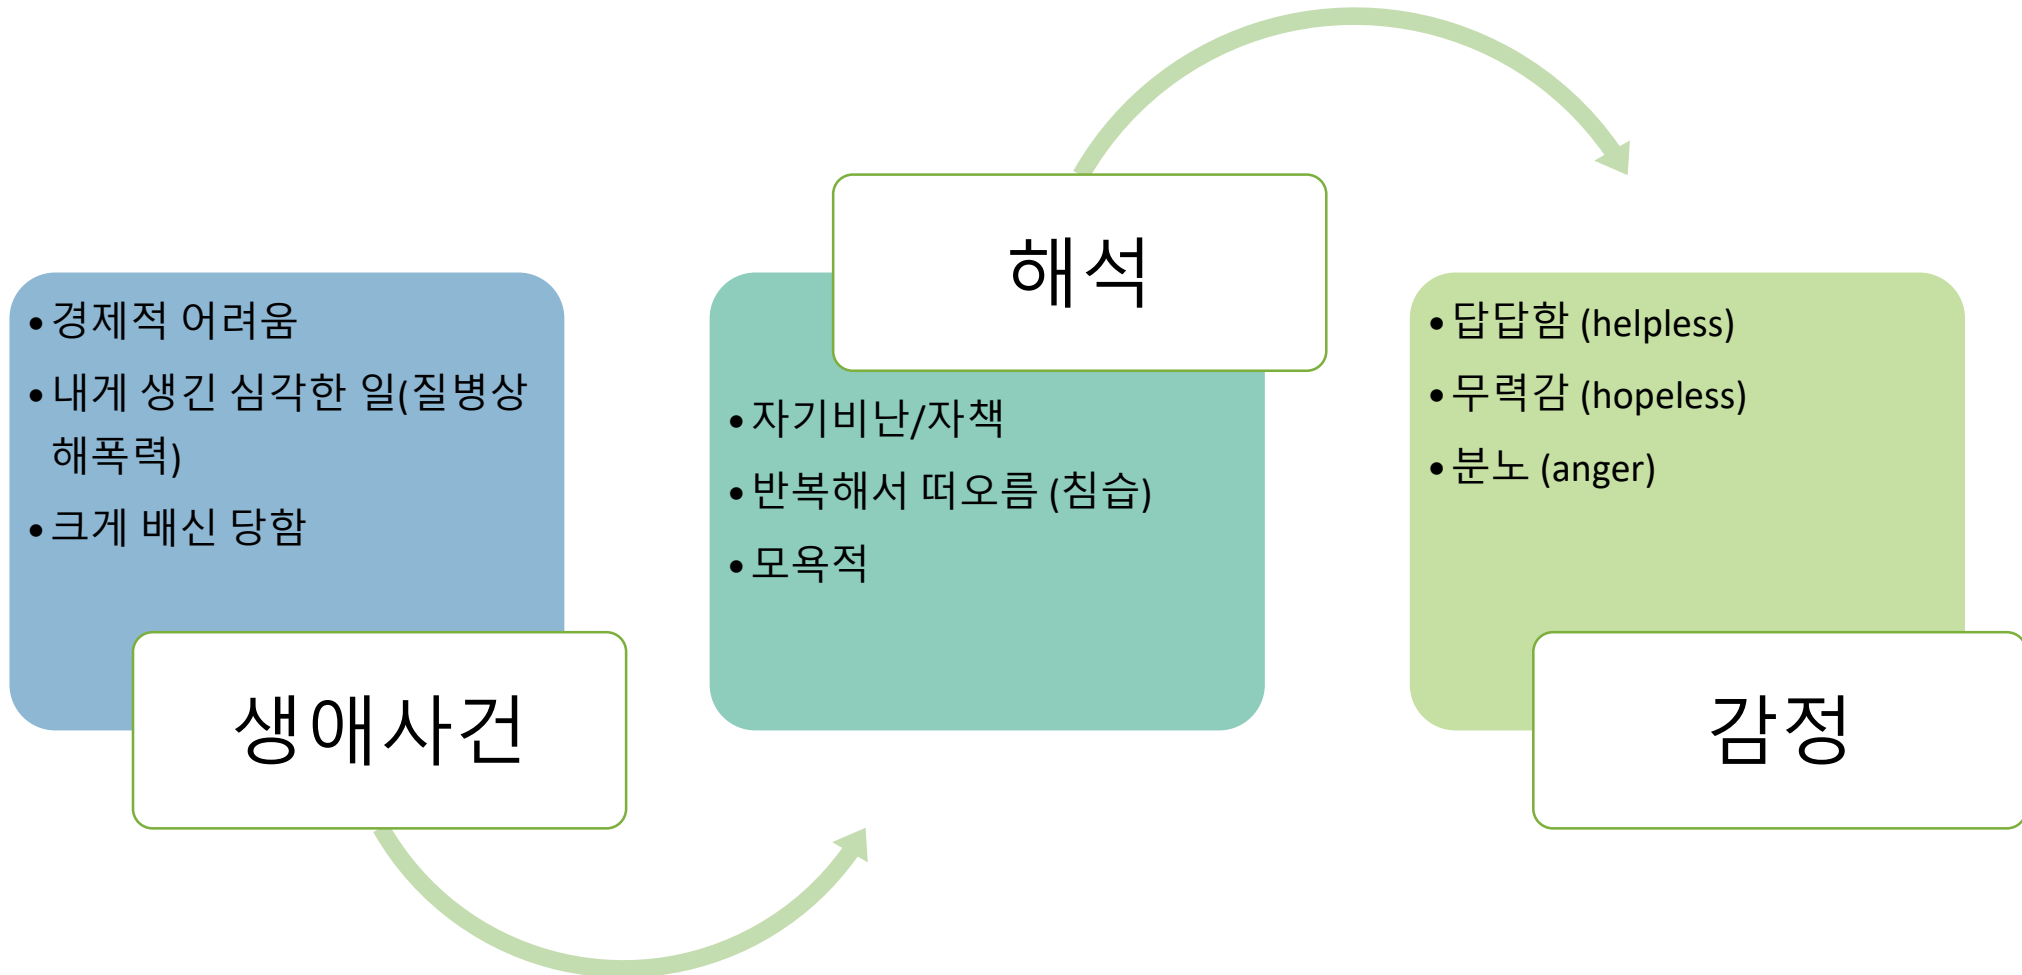 • 경제적 어려움
• 내게 생긴 심각한 일(질병상
해폭력)
• 크게 배신 당함
생애사건
해석
• 자기비난/자책
• 반복해서 떠오름 (침습)
• 모욕적
• 답답함 (helpless)
• 무력감 (hopeless)
• 분노 (anger)
감정